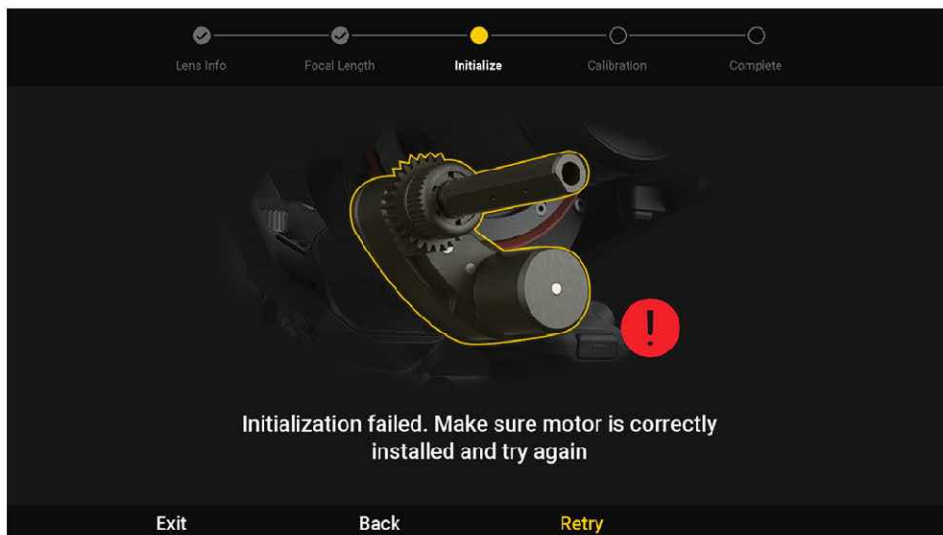 Lens Info
Focal Length
Initialize
Calibration
Complete
!
Initialization failed. Make sure motor is correctly
installed and try again
Exit
Back
Retry